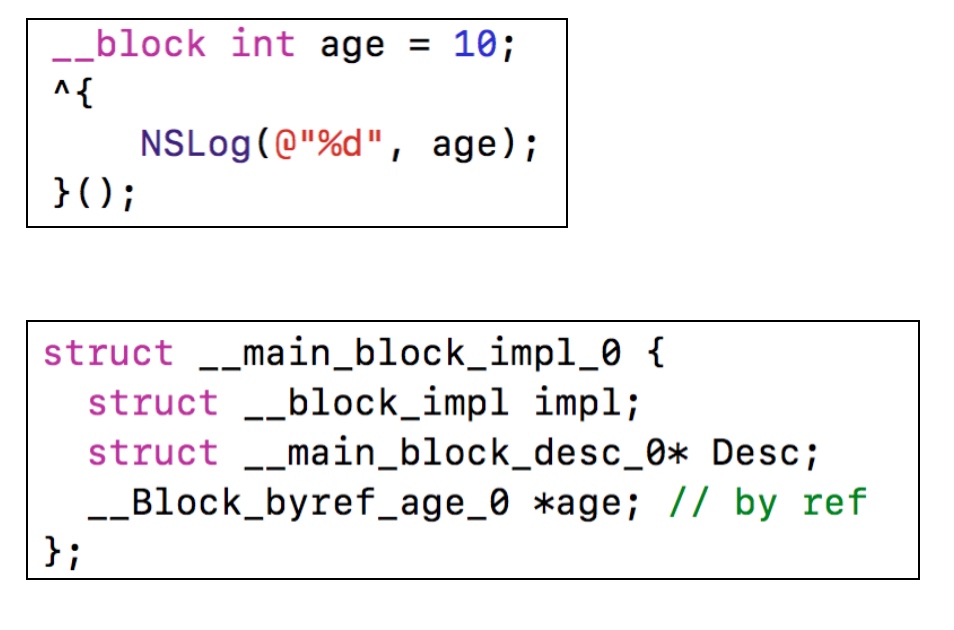 __block int age = 10;
^{
    NSLog(@"%d", age);
}();
struct __main_block_impl_0 {
  struct __block_impl impl;
  struct __main_block_desc_0* Desc;
  __Block_byref_age_0 *age; // by ref
};